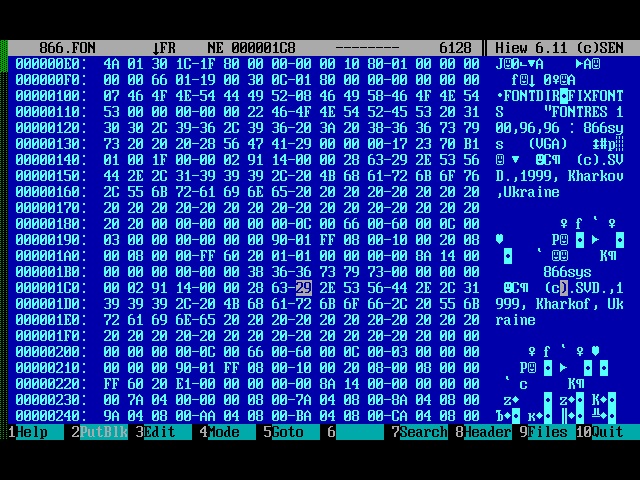 866.FON ↓FR NE 000001C8 -------- 6128 ║ Hiew 6.11 (c)SEN
000000E0: 4A 01 30 1C-1F 80 00 00-00 00 10 80-01 00 00 00 J☺0∟▼А ►А☺
000000F0: 00 00 66 01-19 00 30 0C-01 80 00 00-00 00 00 00 f☺↓ 0♀☺А
00000100: 07 46 4F 4E-54 44 49 52-08 46 49 58-46 4F 4E 54 •FONTDIR◘FIXFONT
00000110: 53 00 00 00-00 00 22 46-4F 4E 54 52-45 53 20 31 S "FONTRES 1
00000120: 30 30 2C 39-36 2C 39 36-20 3A 20 38-36 36 73 79 00,96,96 : 866sy
00000130: 73 20 20 20-28 56 47 41-29 00 00 00-17 23 70 B1 s (VGA) ↨#p▒
00000140: 01 00 1F 00-00 02 91 14-00 00 28 63-29 2E 53 56 ☺ ▼ ☻С¶ (c).SV
00000150: 44 2E 2C 31-39 39 39 2C-20 4B 68 61-72 6B 6F 76 D.,1999, Kharkov
00000160: 2C 55 6B 72-61 69 6E 65-20 20 20 20-20 20 20 20 ,Ukraine
00000170: 20 20 20 20-20 20 20 20-20 20 20 20-20 20 20 20
00000180: 20 20 20 00-00 00 00 0C-00 66 00 60-00 00 0C 00 ♀ f ` ♀
00000190: 03 00 00 00-00 00 90-01 FF 08-00 10 00 20 08 ♥ Р☺ ◘ ► ◘
000001A0: 00 08 00-00 FF 60 20 01-01 00 00 00-00 8A 14 00 ◘ ` ☺☺ К¶
000001B0: 00 00 00 00-00 00 38 36-36 73 79 73-00 00 00 00 866sys
000001C0: 00 02 91 14-00 00 28 63-29 2E 53 56-44 2E 2C 31 ☻С¶ (c).SVD.,1
000001D0: 39 39 39 2C-20 4B 68 61-72 6B 6F 66-2C 20 55 6B 999, Kharkof, Uk
000001E0: 72 61 69 6E-65 20 20 20-20 20 20 20-20 20 20 20 raine
000001F0: 20 20 20 20-20 20 20 20-20 20 20 20-20 20 20 20
00000200: 00 00 00 00-0C 00 66 00-60 00 0C 00-03 00 00 00 ♀ f ` ♀ ♥
00000210: 00 00 00 90-01 FF 08 00-10 00 20 08-00 08 00 00 Р☺ ◘ ► ◘ ◘
00000220: FF 60 20 E1-00 00 00 00-00 8A 14 00-00 00 00 00 ` с К¶
00000230: 00 7A 04 00-00 00 08 00-7A 04 08 00-8A 04 08 00 z♦ ◘ z♦◘ К♦◘
00000240: 9A 04 08 00-AA 04 08 00-BA 04 08 00-CA 04 08 00 Ъ♦◘ к♦◘ ║♦◘ ╩♦◘
1Help 2PutBlk 3Edit 4Mode 5Goto 6 7Search 8Header 9Files 10Quit